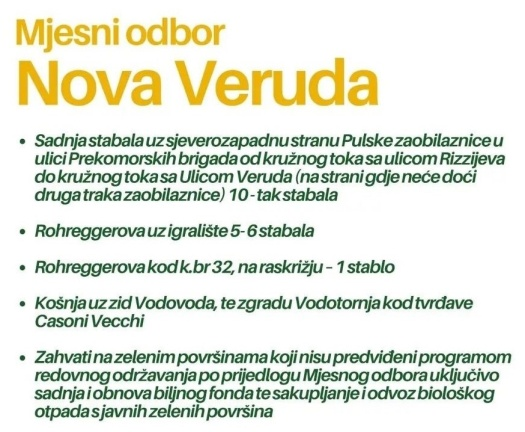 Mjesni odbor
Nova Veruda
• Sadnja stabala uz sjeverozapadnu stranu Pulske zaobilaznice u
ulici Prekomorskih brigada od kružnog toka sa ulicom Rizzijeva
do kružnog toka sa Ulicom Veruda (na strani gdje neće doći
druga traka zaobilaznice) 10 - tak stabala
• Rohreggerova uz igralište 5- 6 stabala
• Rohreggerova kod k.br 32, na raskrižju - 1 stablo
• Košnja uz zid Vodovoda, te zgradu Vodotornja kod tvrđave
Casoni Vecchi
• Zahvati na zelenim površinama koji nisu predviđeni programom
redovnog održavanja po prijedlogu Mjesnog odbora uključivo
sadnja i obnova biljnog fonda te sakupljanje i odvoz biološkog
otpada s javnih zelenih površina